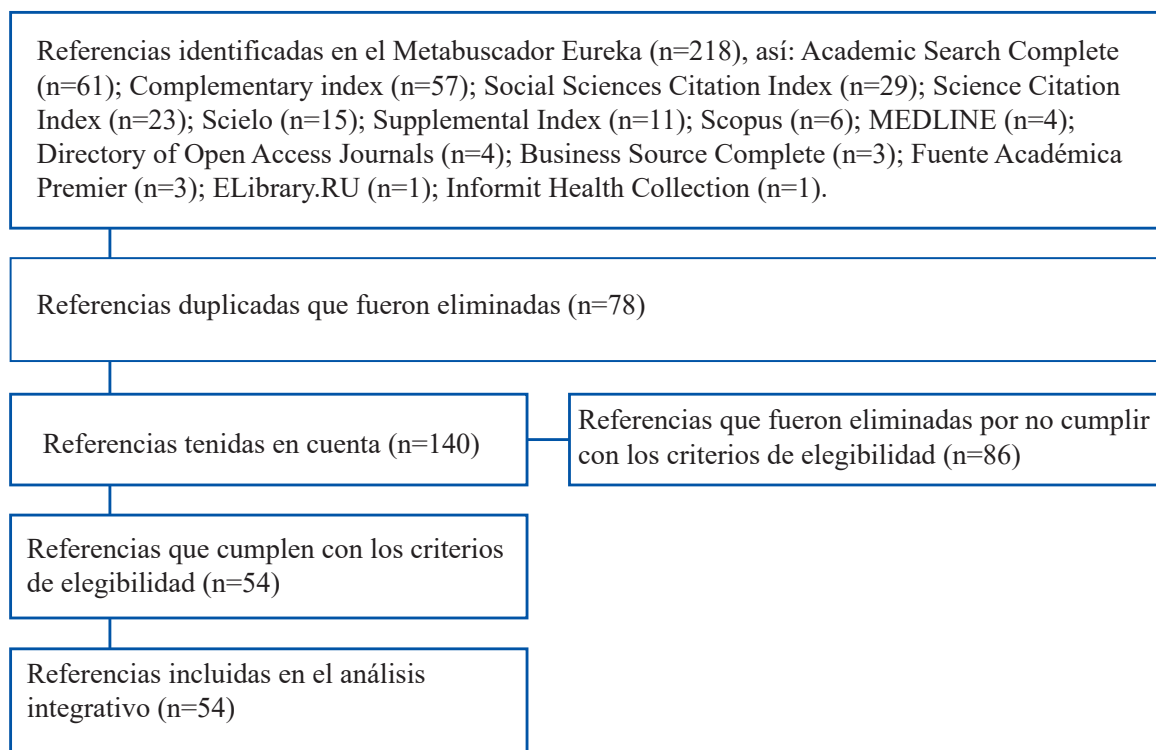 Referencias identificadas en el Metabuscador Eureka (n=218), así: Academic Search Complete
(n=61); Complementary index (n=57); Social Sciences Citation Index (n=29); Science Citation
Index (n=23); Scielo (n=15); Supplemental Index (n=11); Scopus (n=6); MEDLINE (n=4);
Directory of Open Access Journals (n=4); Business Source Complete (n=3); Fuente Académica
Premier (n=3); ELibrary.RU (n=1); Informit Health Collection (n=1).
Referencias duplicadas que fueron eliminadas (n=78)
Referencias tenidas en cuenta (n=140)
Referencias que fueron eliminadas por no cumplir
con los criterios de elegibilidad (n=86)
Referencias que cumplen con los criterios
de elegibilidad (n=54)
Referencias incluidas en el análisis
integrativo (n=54)